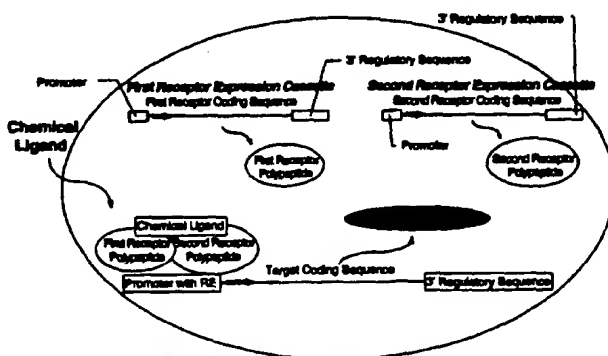 3' Regulatory Sequence
3' Regulatory Sequence
Promoter
First Receptor Expression Cassette
First Receptor Coding Sequence
Second Receptor Expression Cassette
Second Receptor Coding Sequence
Promoter
Chemical
Ligand
First Receptor
Polypeptide
Second Receptor
Polypeptide
Chemical Ligand
First Receptor
Polypeptide
Second Receptor
Polypeptide
Target Coding Sequence
Promoter with RE
3' Regulatory Sequence